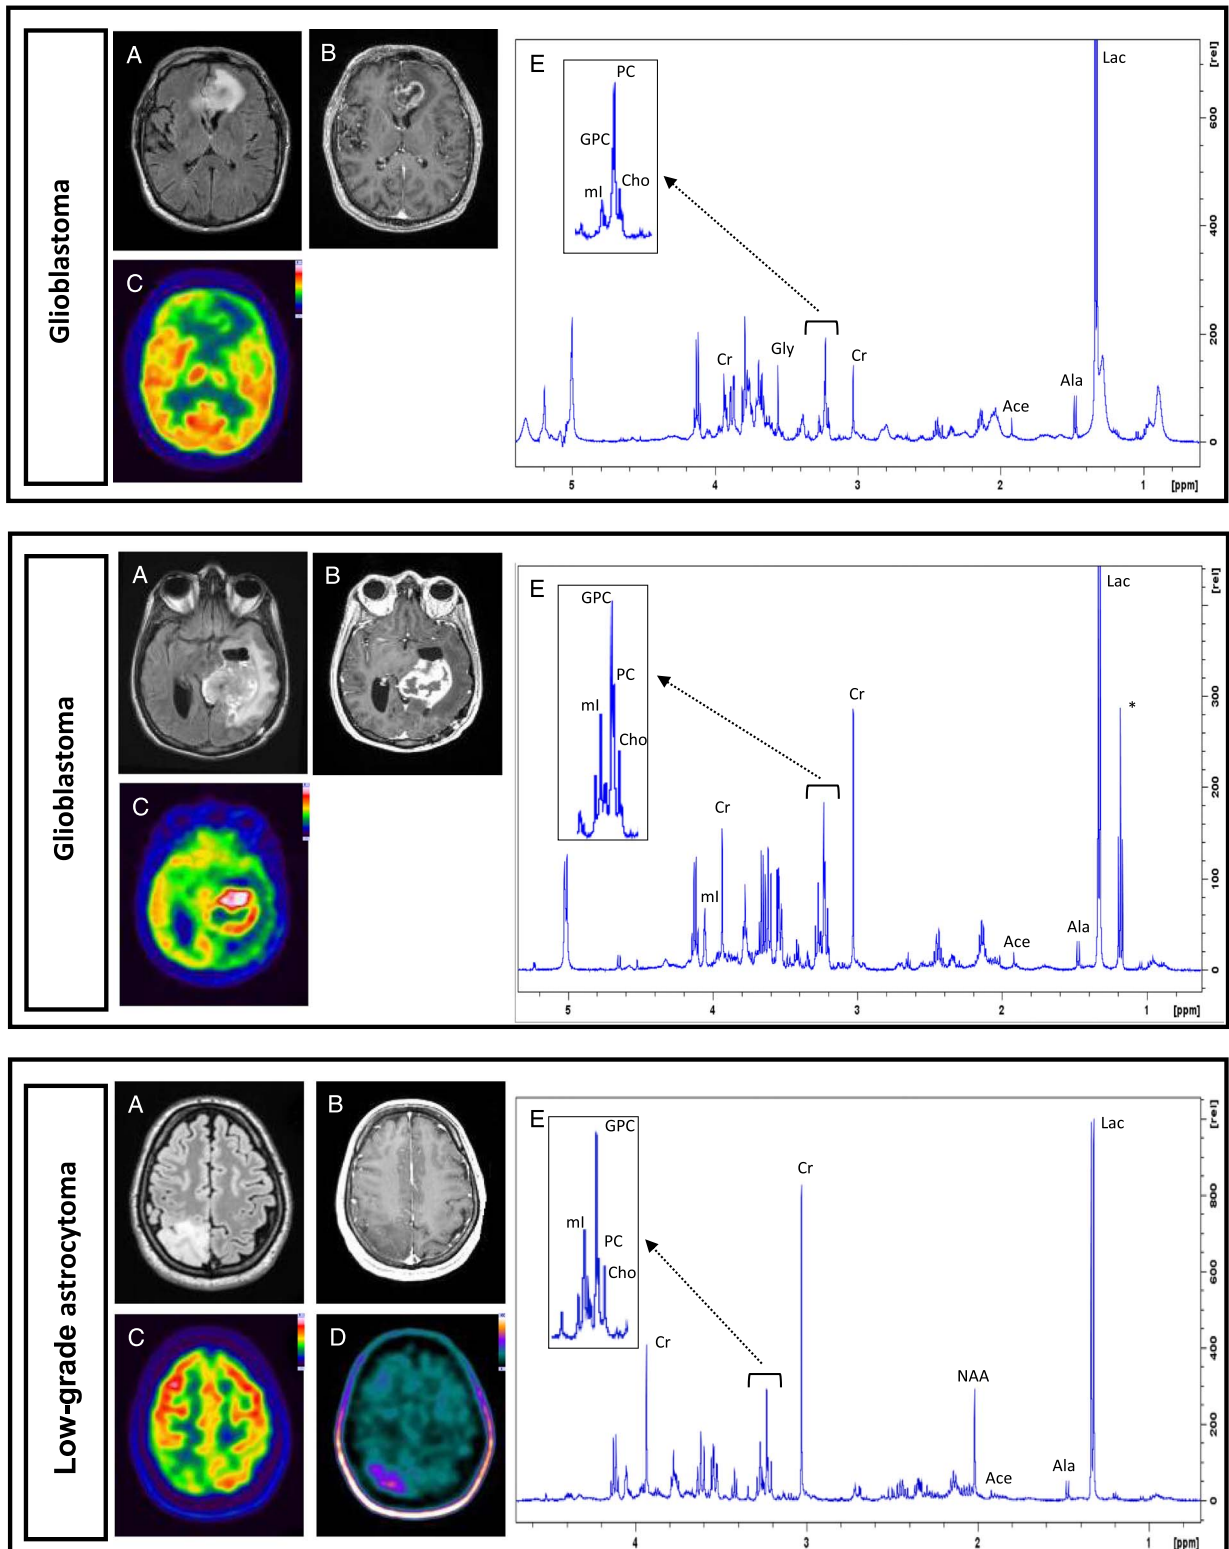 Glioblastoma
A
B
C
E
PC
GPC
mI
Cho
Lac
Cr
Gly
Cr
Ace
Ala
[rel]
600
400
200
0
5
4
3
2
1
[ppm]
Glioblastoma
A
B
C
E
GPC
PC
mI
Cho
Lac
*
Cr
Cr
mI
Ace
Ala
[rel]
300
200
100
0
5
4
3
2
1
[ppm]
Low-grade astrocytoma
A
B
C
D
E
GPC
mI
PC
Cho
Lac
Cr
Cr
NAA
Ace
Ala
[rel]
800
600
400
200
0
4
3
2
1
[ppm]